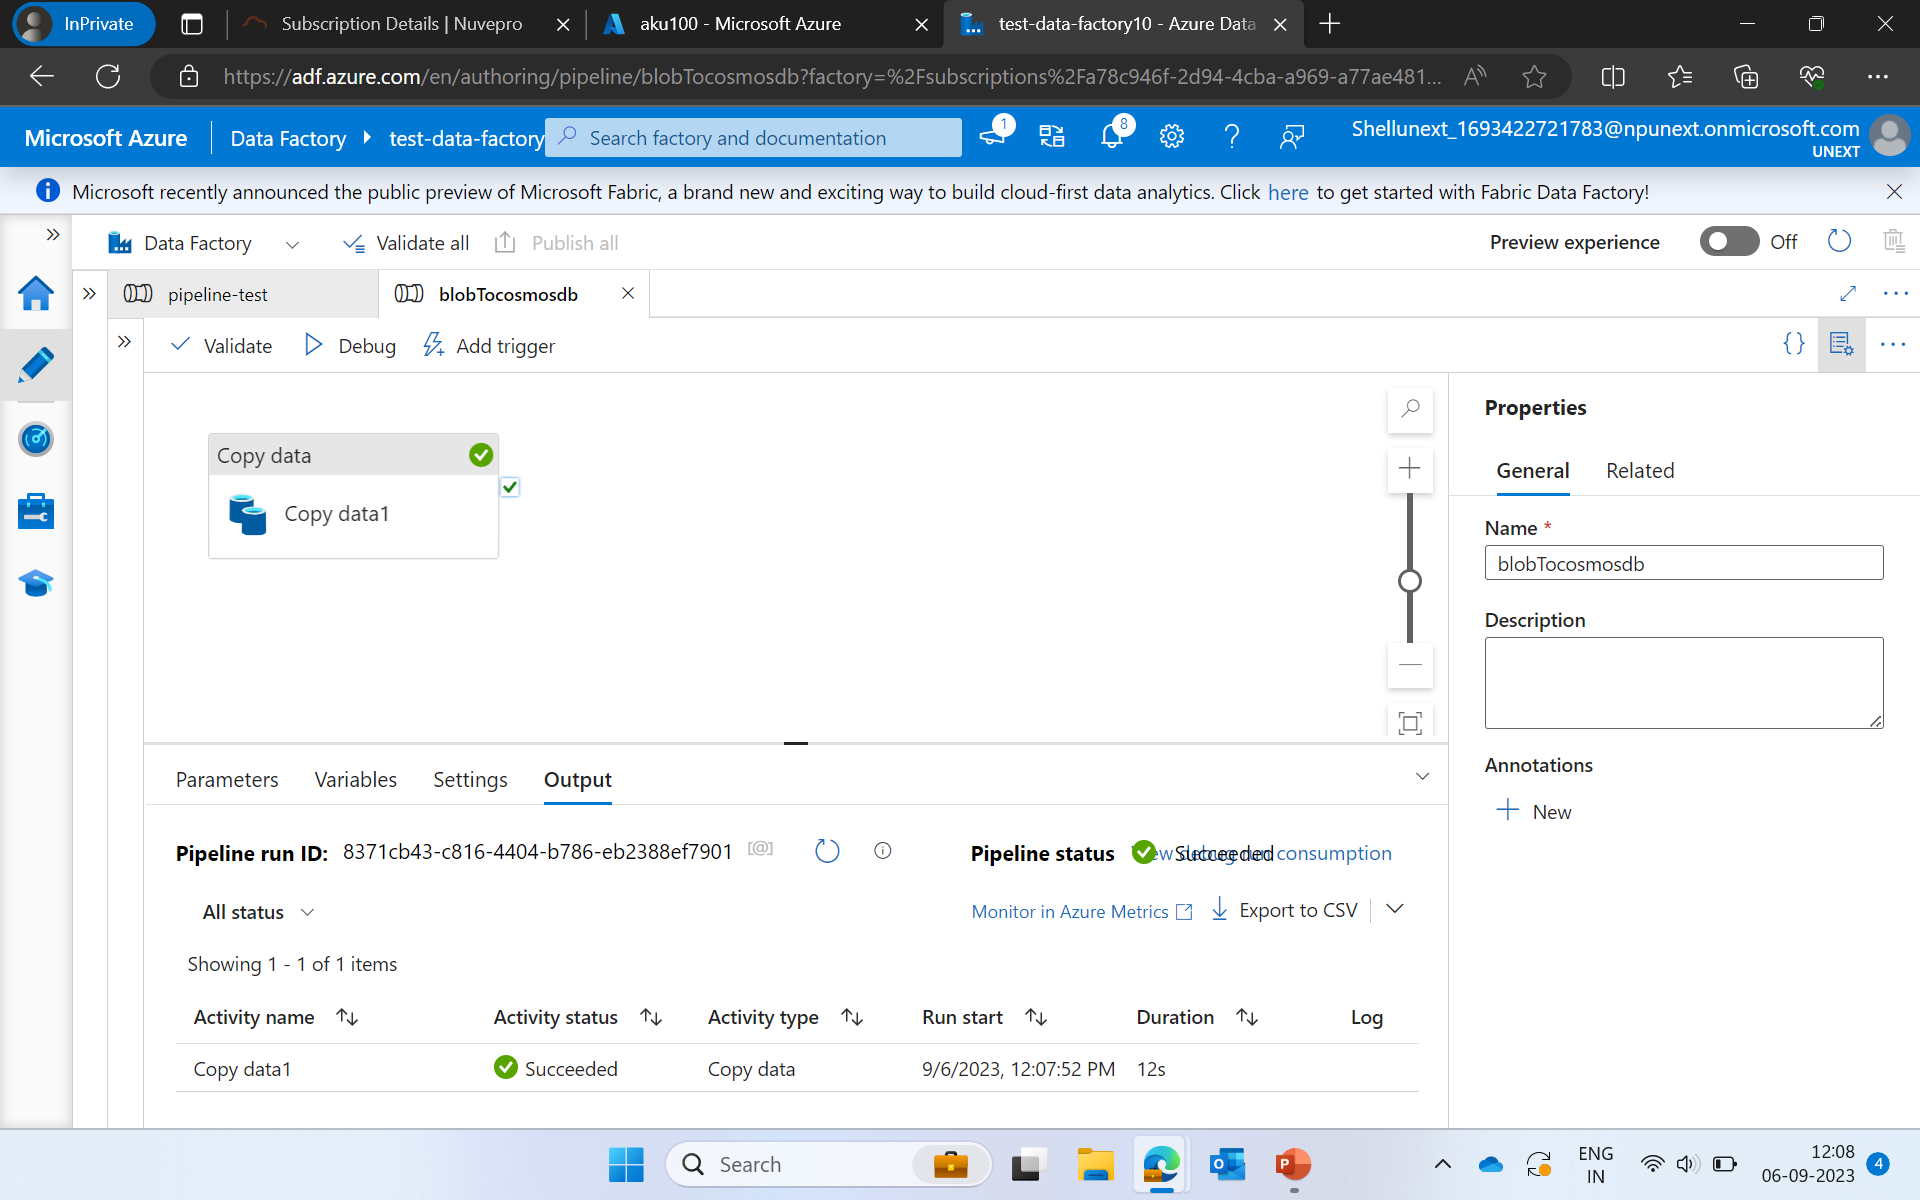 InPrivate
Subscription Details | Nuvepro
aku100 - Microsoft Azure
test-data-factory10 - Azure Data
https://adf.azure.com/en/authoring/pipeline/blobTocosmosdb?factory=%2Fsubscriptions%2Fa78c946f-2d94-4cba-a969-a77ae481...
Microsoft Azure
Data Factory
test-data-factory
Search factory and documentation
1
8
Shellunext_1693422721783@npunext.onmicrosoft.com
UNEXT
Microsoft recently announced the public preview of Microsoft Fabric, a brand new and exciting way to build cloud-first data analytics. Click here to get started with Fabric Data Factory!
Data Factory
Validate all
Publish all
Preview experience
Off
pipeline-test
blobTocosmosdb
Validate
Debug
Add trigger
Copy data
Copy data1
Properties
General
Related
Name *
blobTocosmosdb
Description
Annotations
New
Parameters
Variables
Settings
Output
Pipeline run ID: 8371cb43-c816-4404-b786-eb2388ef7901
Pipeline status
Succeeded
debug run consumption
All status
Monitor in Azure Metrics
Export to CSV
Showing 1 - 1 of 1 items
Activity name
Activity status
Activity type
Run start
Duration
Log
Copy data1
Succeeded
Copy data
9/6/2023, 12:07:52 PM
12s
Search
ENG
IN
12:08
06-09-2023
4